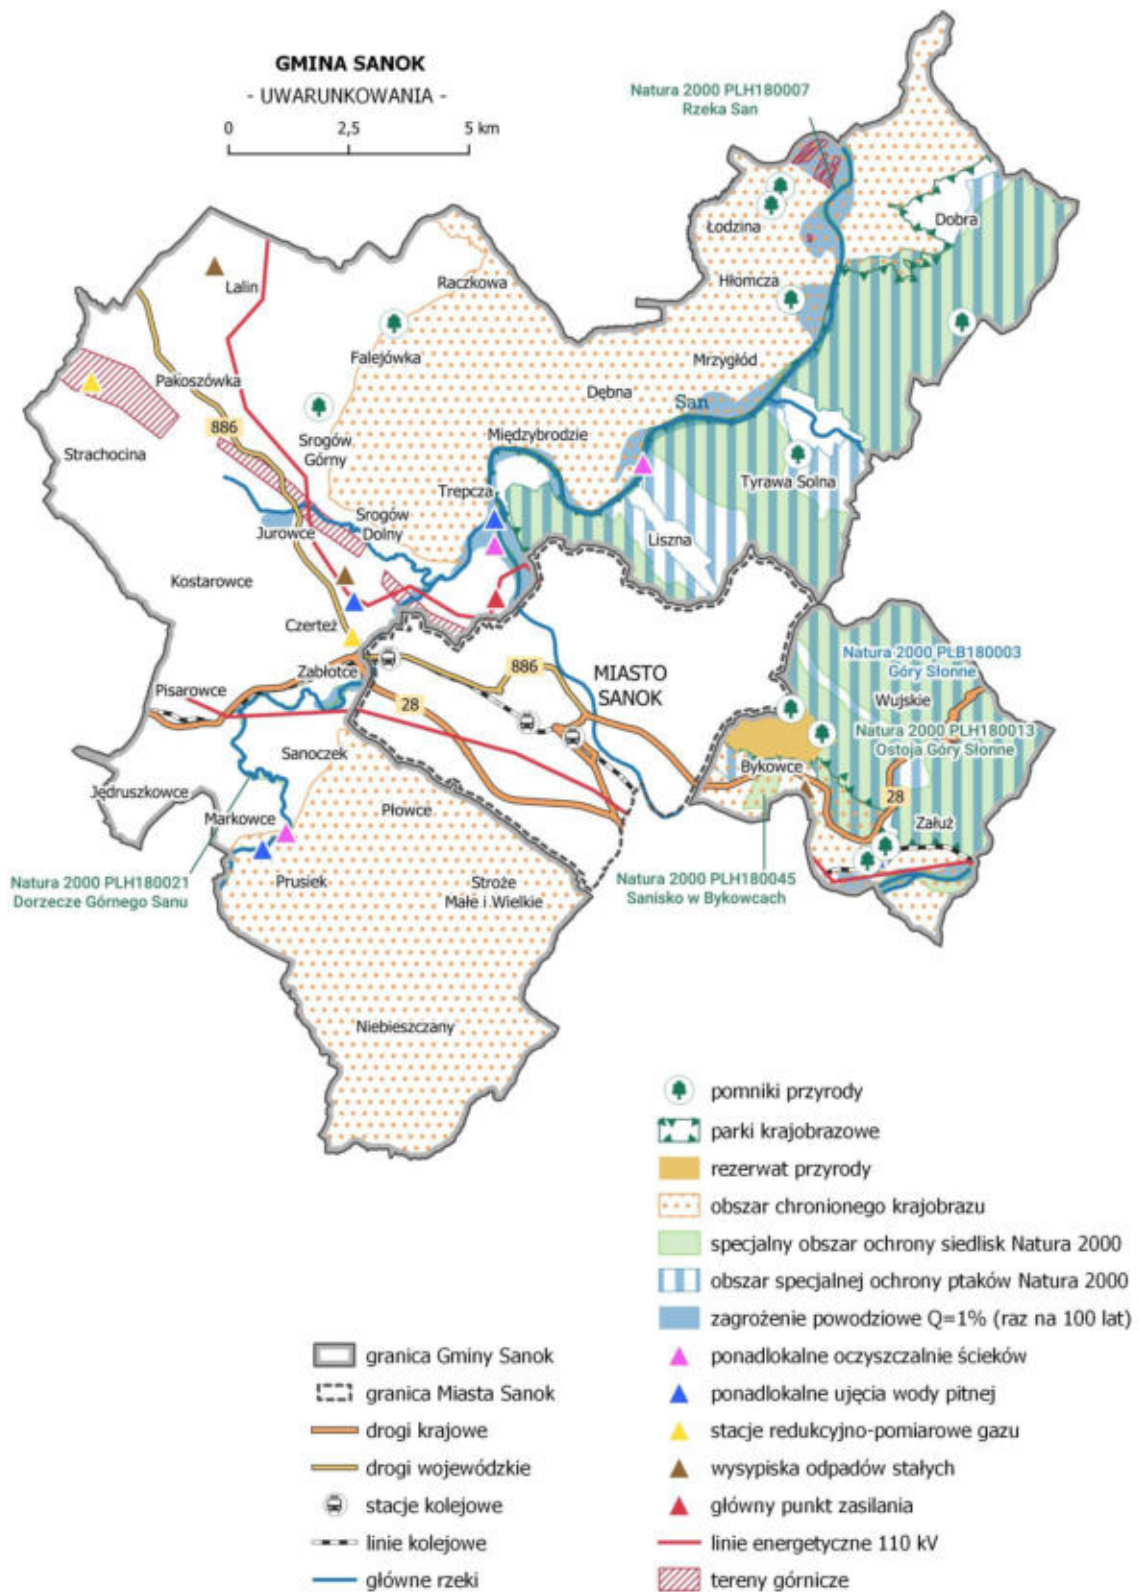 GMINA SANOK
- UWARUNKOWANIA -
0 2,5 5 km
Natura 2000 PLH180007
Rzeka San
Dobra
Łodzina
Hłomcza
Raczkowa
Lalin
Falejówka
Mrzygłód
Pakoszówka
Dębna
San
886
Międzybrodzie
Srogów
Górny
Strachocina
Tyrawa Solna
Trepcza
Srogów
Dolny
Jurowce
Liszna
Kostarowce
Czerteż
Natura 2000 PLB180003
Góry Słonne
886
MIASTO
SANOK
Zabłotce
Pisarowce
28
Wujskie
Natura 2000 PLH180013
Ostoja Góry Słonne
Sanoczek
Bykowce
Jędruszkowce
28
Płowce
Markowce
Załuż
Natura 2000 PLH180021
Dorzecze Górnego Sanu
Prusiek
Stroże
Małe i Wielkie
Natura 2000 PLH180045
Sanisko w Bykowcach
Niebieszczany
pomniki przyrody
parki krajobrazowe
rezerwat przyrody
obszar chronionego krajobrazu
specjalny obszar ochrony siedlisk Natura 2000
obszar specjalnej ochrony ptaków Natura 2000
zagrożenie powodziowe Q=1% (raz na 100 lat)
granica Gminy Sanok
ponadlokalne oczyszczalnie ścieków
granica Miasta Sanok
ponadlokalne ujęcia wody pitnej
drogi krajowe
stacje redukcyjno-pomiarowe gazu
drogi wojewódzkie
wysypiska odpadów stałych
stacje kolejowe
główny punkt zasilania
linie kolejowe
linie energetyczne 110 kV
główne rzeki
tereny górnicze